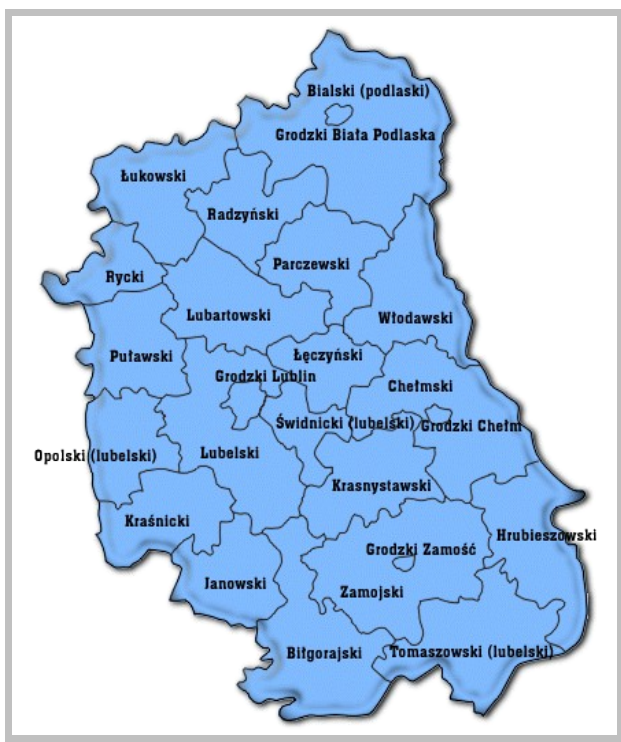 Bialski (podlaski)
Grodzki Biała Podlaska
Łukowski
Radzyński
Parczewski
Rycki
Lubartowski
Włodawski
Puławski
Łęczyński
Grodzki Lublin
Chełmski
Świdnicki (lubelski)
Grodzki Chełm
Opolski (lubelski)
Lubelski
Krasnystawski
Kraśnicki
Hrubieszowski
Grodzki Zamość
Janowski
Zamojski
Biłgorajski
Tomaszowski (lubelski)